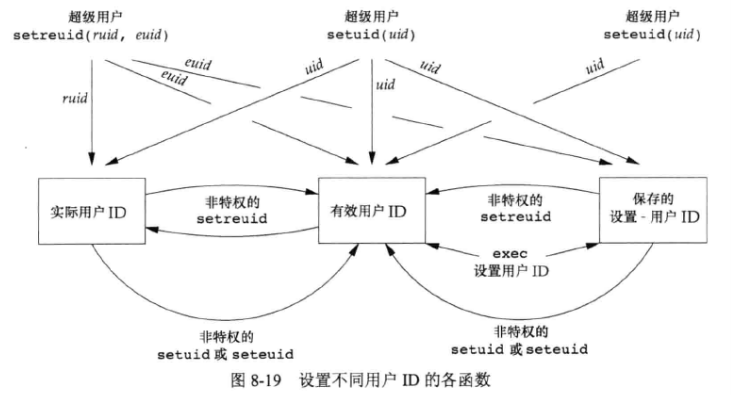 超级用户
setreuid(ruid, euid)
超级用户
setuid(uid)
超级用户
seteuid(uid)
ruid
euid
euid
uid
uid
uid
uid
实际用户 ID
非特权的
setreuid
有效用户 ID
非特权的
setreuid
保存的
设置-用户 ID
exec
设置用户 ID
非特权的
setuid 或 seteuid
非特权的
setuid 或 seteuid
图 8-19 设置不同用户 ID 的各函数